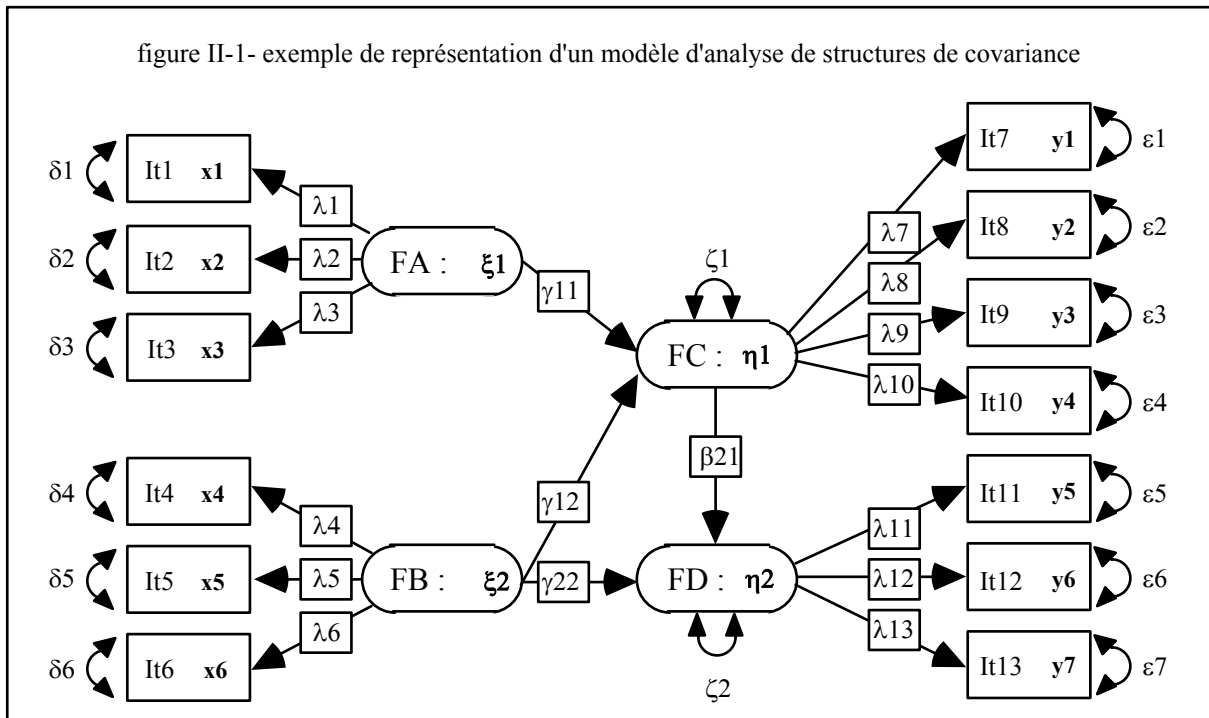 figure II-1- exemple de représentation d'un modèle d'analyse de structures de covariance
δ1 It1 x1
δ2 It2 x2
δ3 It3 x3
λ1
λ2
λ3
FA : ξ1
γ11
δ4 It4 x4
δ5 It5 x5
δ6 It6 x6
λ4
λ5
λ6
FB : ξ2
γ12
γ22
ζ1
FC : η1
β21
FD : η2
ζ2
λ7
λ8
λ9
λ10
It7 y1 ε1
It8 y2 ε2
It9 y3 ε3
It10 y4 ε4
λ11
λ12
λ13
It11 y5 ε5
It12 y6 ε6
It13 y7 ε7